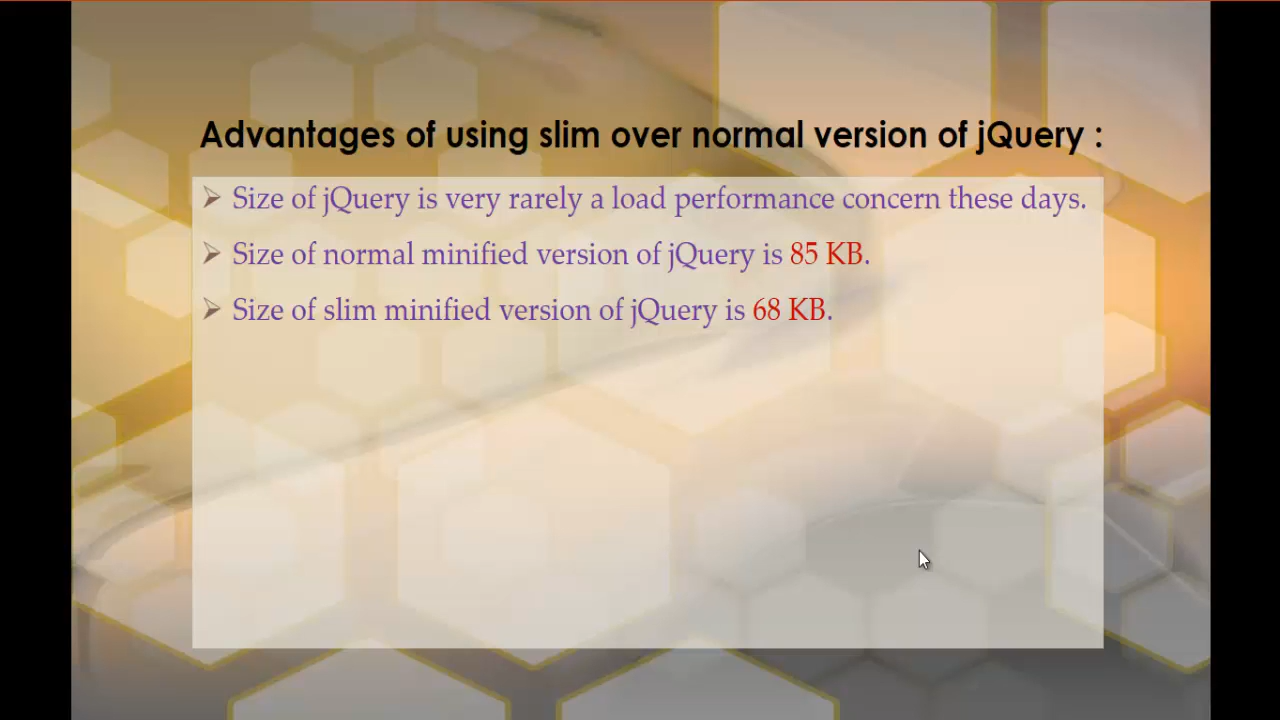 Advantages of using slim over normal version of jQuery :
Size of jQuery is very rarely a load performance concern these days.
Size of normal minified version of jQuery is 85 KB.
Size of slim minified version of jQuery is 68 KB.